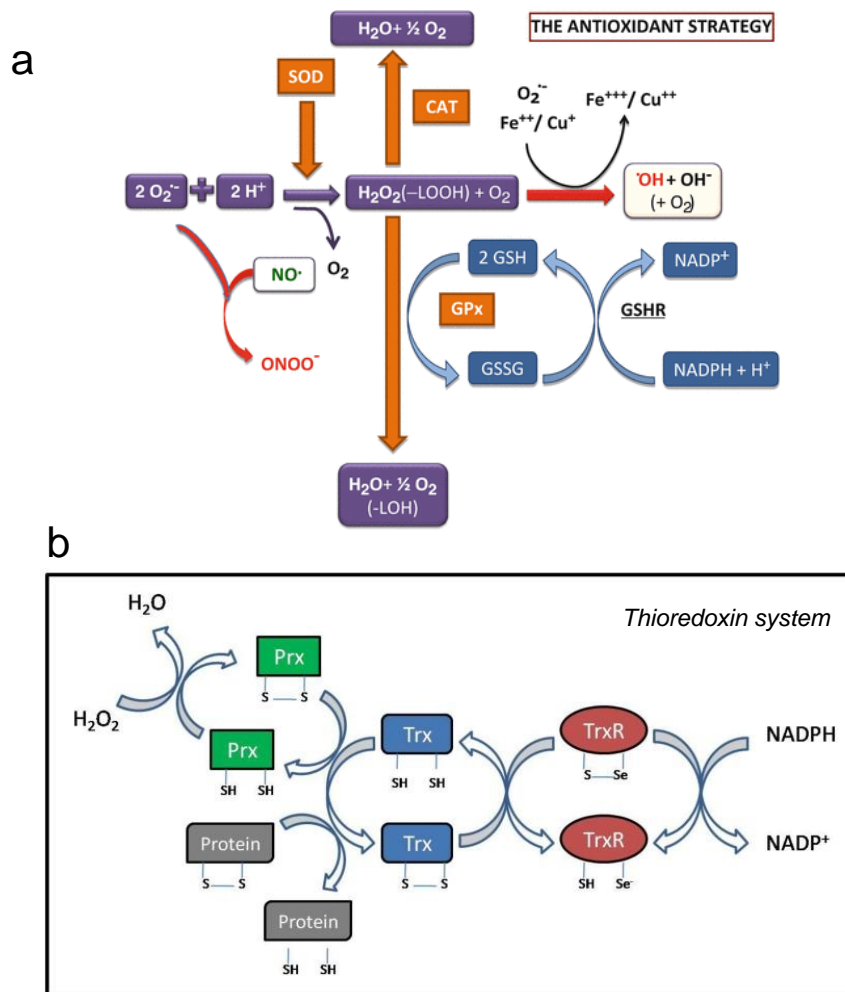 a
H₂O+ ½ O₂
THE ANTIOXIDANT STRATEGY
SOD
CAT
O₂·⁻
Fe⁺⁺/ Cu⁺
Fe⁺⁺⁺/ Cu⁺⁺
2 O₂·⁻
2 H⁺
H₂O₂(–LOOH) + O₂
·OH + OH⁻
(+ O₂)
O₂
NO·
ONOO⁻
2 GSH
NADP⁺
GPx
GSHR
GSSG
NADPH + H⁺
H₂O+ ½ O₂
(-LOH)
b
Thioredoxin system
H₂O
Prx
S S
H₂O₂
Prx
SH SH
Trx
SH SH
TrxR
S Se
NADPH
Protein
S S
Trx
S S
TrxR
SH Se⁻
NADP⁺
Protein
SH SH